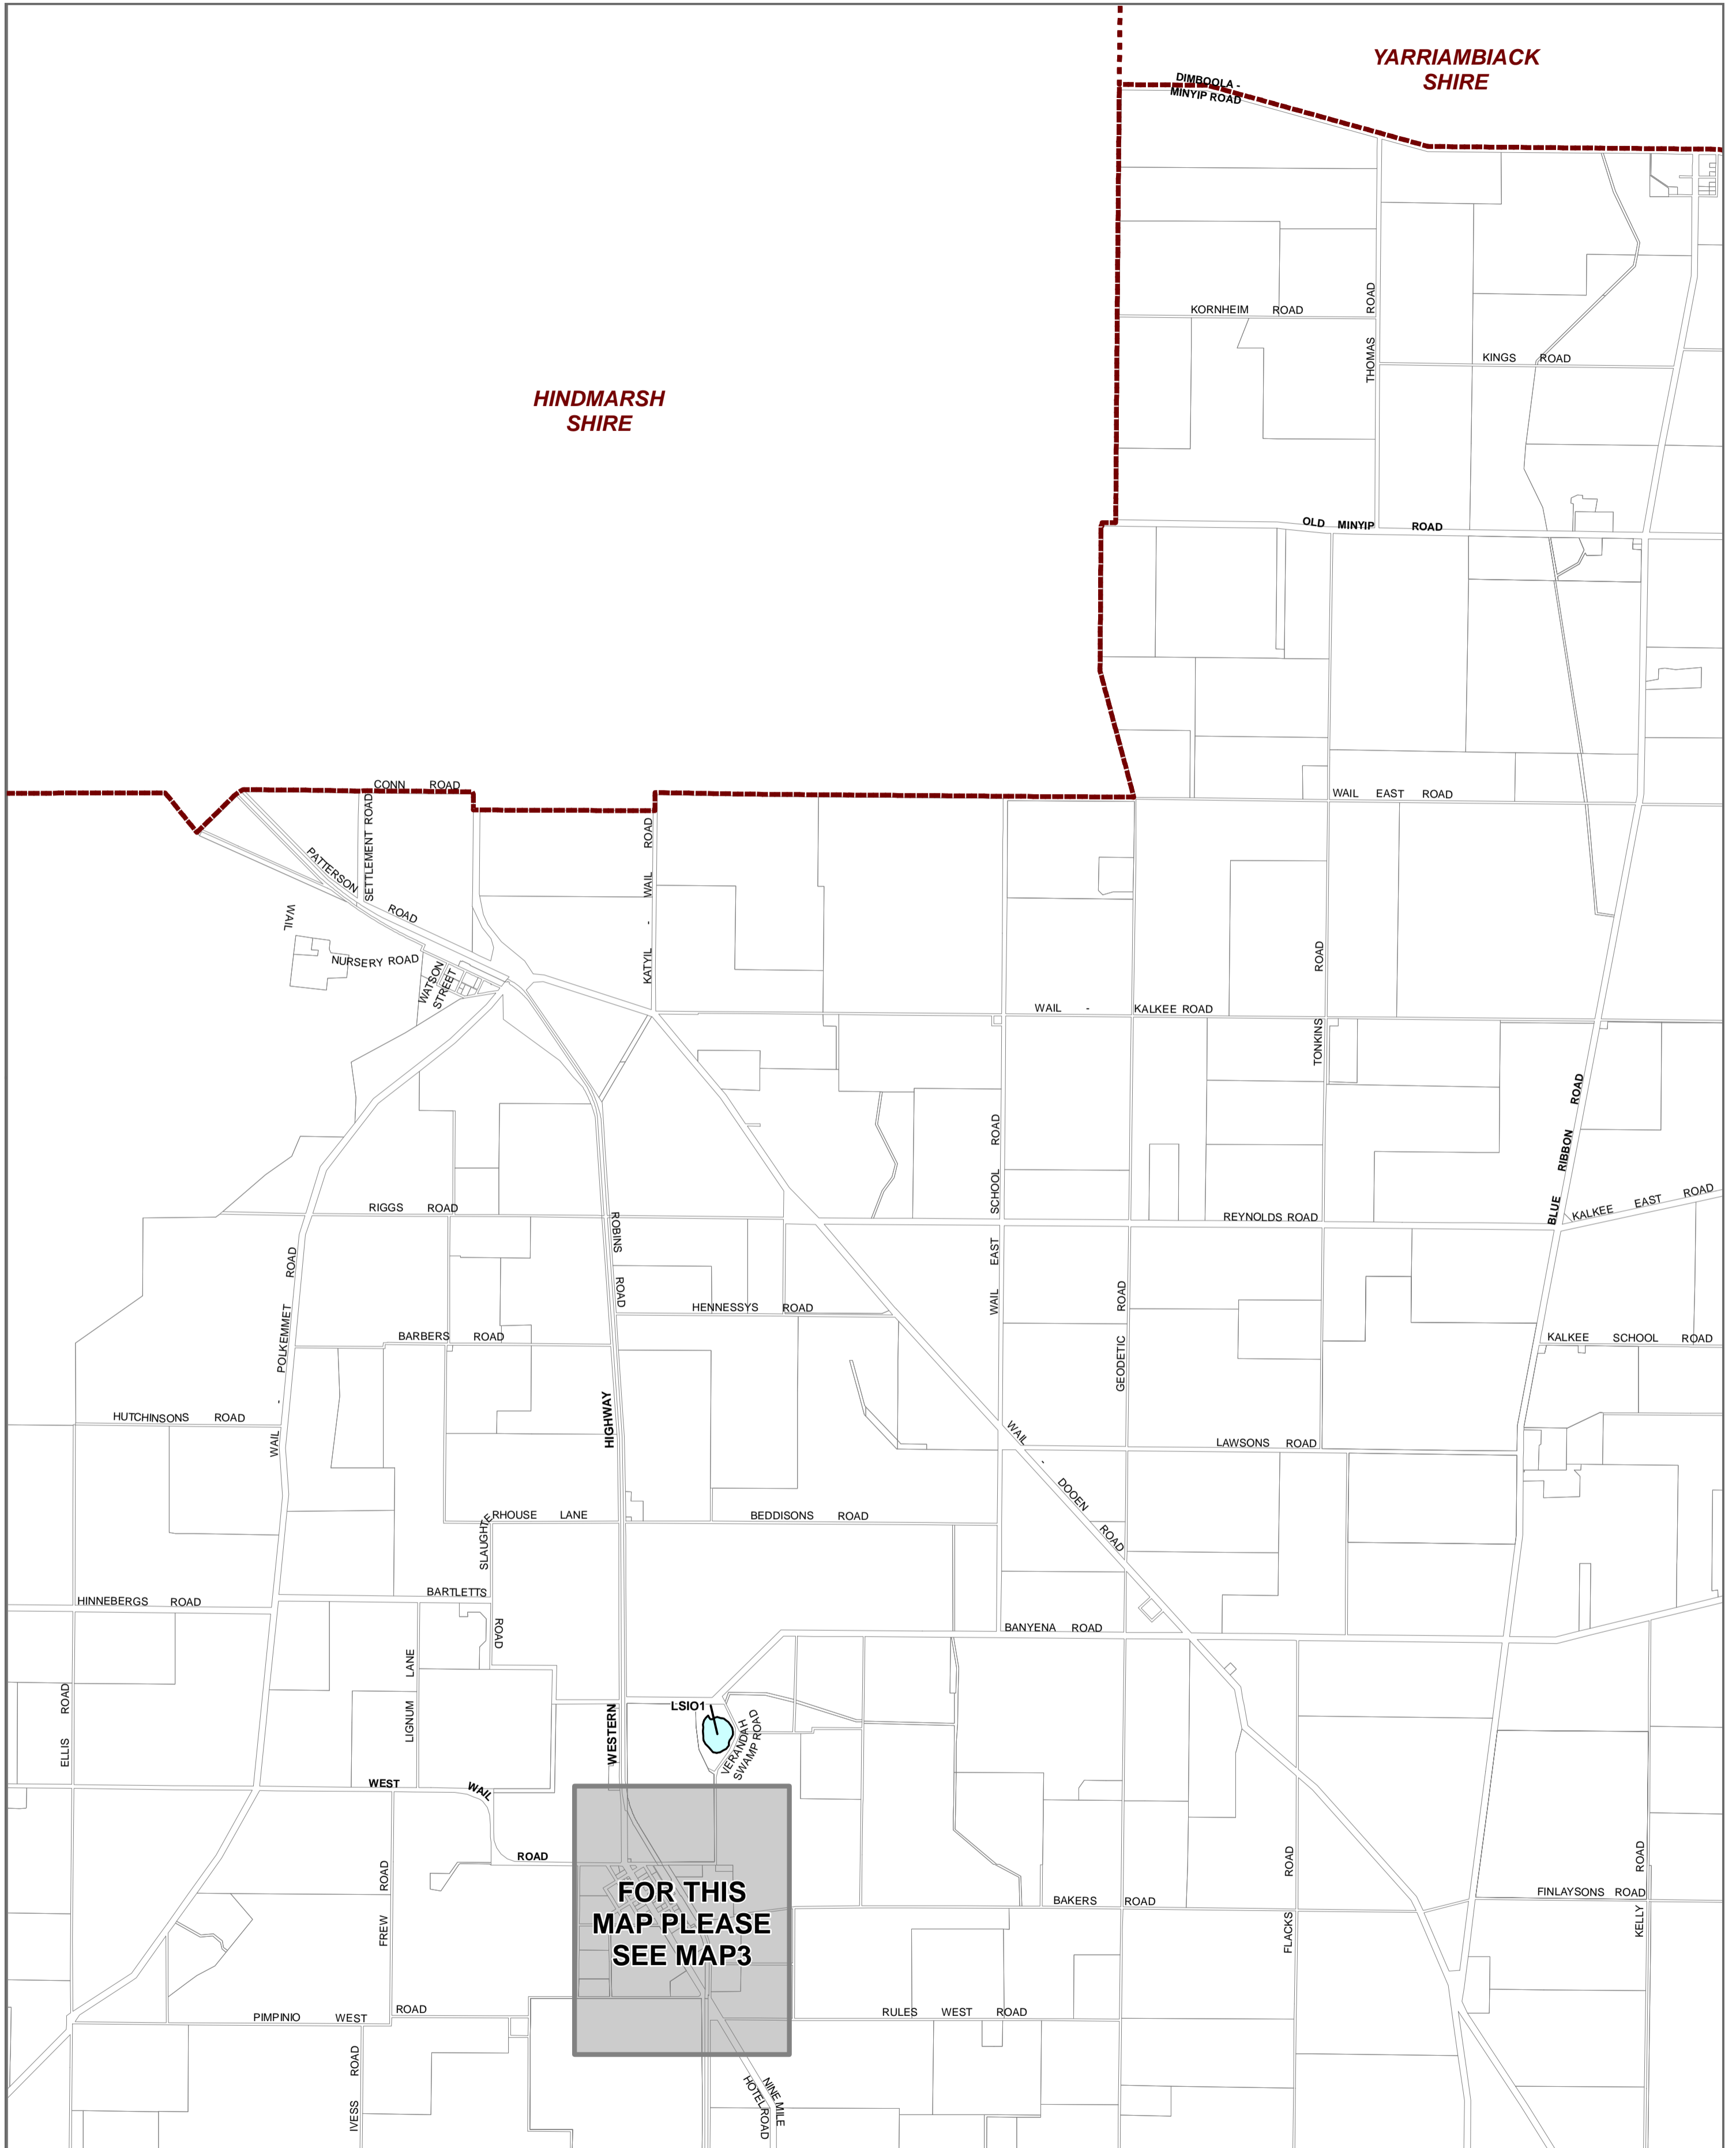 YARRIAMBIACK
SHIRE
DIMBOOLA -
MINYIP ROAD
KORNHEIM ROAD
THOMAS ROAD
KINGS ROAD
HINDMARSH
SHIRE
OLD MINYIP ROAD
CONN ROAD
WAIL EAST ROAD
SETTLEMENT ROAD
KATYIL - WAIL ROAD
PATTERSON ROAD
WAIL
NURSERY ROAD
WATSON
STREET
TONKINS ROAD
WAIL - KALKEE ROAD
BLUE RIBBON ROAD
WAIL EAST SCHOOL ROAD
KALKEE EAST ROAD
RIGGS ROAD
REYNOLDS ROAD
ROBINS ROAD
WAIL - POLKEMMET ROAD
GEODETIC ROAD
HENNESSYS ROAD
BARBERS ROAD
KALKEE SCHOOL ROAD
WESTERN HIGHWAY
HUTCHINSONS ROAD
WAIL - DOOEN ROAD
LAWSONS ROAD
SLAUGHTERHOUSE LANE
BEDDISONS ROAD
BARTLETTS ROAD
HINNEBERGS ROAD
BANYENA ROAD
LIGNUM LANE
ELLIS ROAD
LSIO1
VERANDAH
SWAMP ROAD
WEST WAIL ROAD
FREW ROAD
FLACKS ROAD
KELLY ROAD
FOR THIS
MAP PLEASE
SEE MAP3
BAKERS ROAD
FINLAYSONS ROAD
PIMPINIO WEST ROAD
RULES WEST ROAD
IVESS ROAD
NINE MILE
HOTEL ROAD